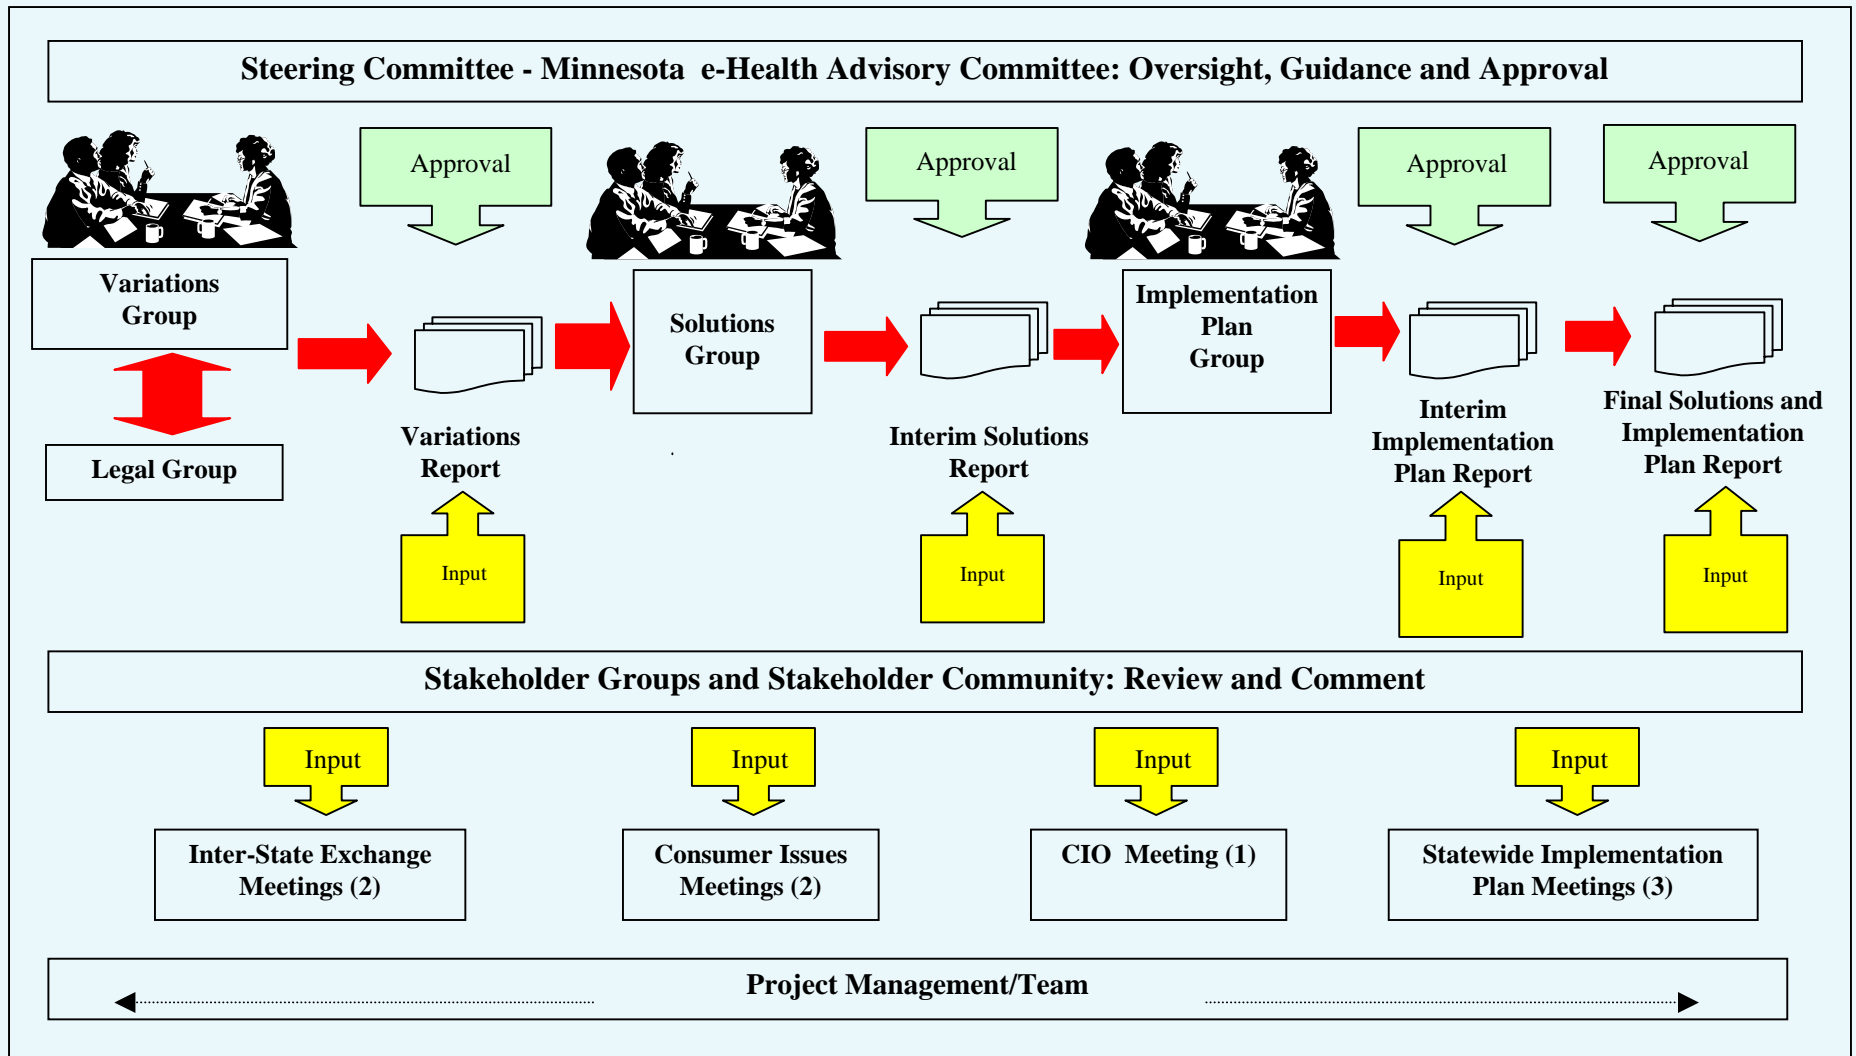 Steering Committee - Minnesota e-Health Advisory Committee: Oversight, Guidance and Approval
Approval
Approval
Approval
Approval
Variations
Group
Legal Group
Variations
Report
Solutions
Group
Interim Solutions
Report
Implementation
Plan
Group
Interim
Implementation
Plan Report
Final Solutions and
Implementation
Plan Report
Input
Input
Input
Input
Stakeholder Groups and Stakeholder Community: Review and Comment
Input
Input
Input
Input
Inter-State Exchange
Meetings (2)
Consumer Issues
Meetings (2)
CIO Meeting (1)
Statewide Implementation
Plan Meetings (3)
Project Management/Team